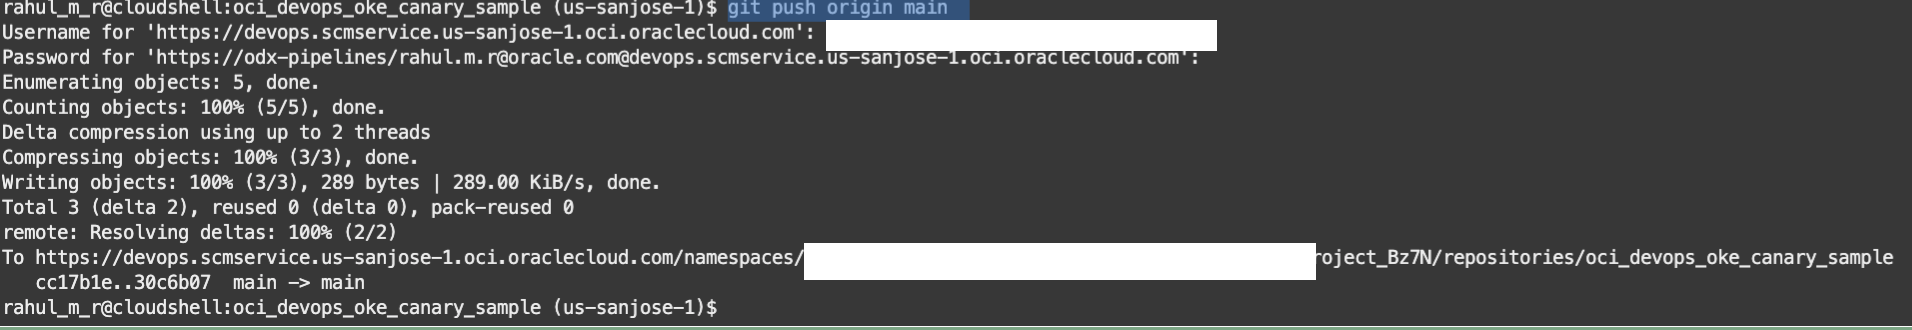 rahul_m_r@cloudshell:oci_devops_oke_canary_sample (us-sanjose-1)$ git push origin main
Username for 'https://devops.scmservice.us-sanjose-1.oci.oraclecloud.com':
Password for 'https://odx-pipelines/rahul.m.r@oracle.com@devops.scmservice.us-sanjose-1.oci.oraclecloud.com':
Enumerating objects: 5, done.
Counting objects: 100% (5/5), done.
Delta compression using up to 2 threads
Compressing objects: 100% (3/3), done.
Writing objects: 100% (3/3), 289 bytes | 289.00 KiB/s, done.
Total 3 (delta 2), reused 0 (delta 0), pack-reused 0
remote: Resolving deltas: 100% (2/2)
To https://devops.scmservice.us-sanjose-1.oci.oraclecloud.com/namespaces/ roject_Bz7N/repositories/oci_devops_oke_canary_sample
cc17b1e..30c6b07  main -> main
rahul_m_r@cloudshell:oci_devops_oke_canary_sample (us-sanjose-1)$